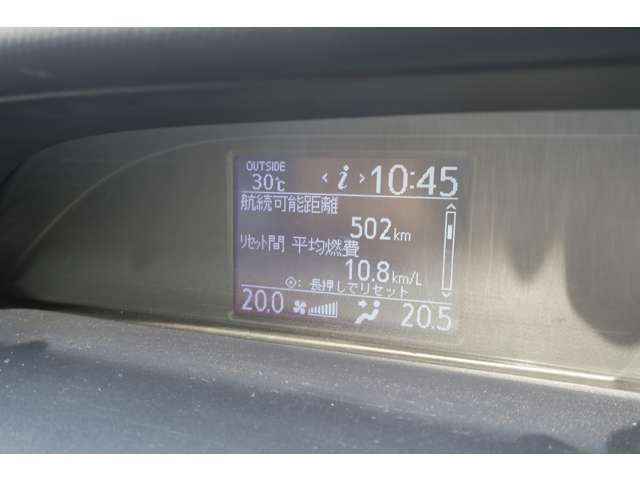 OUTSIDE
30℃ < i > 10:45
航続可能距離
502km
ﾘｾｯﾄ間 平均燃費
10.8km/L
⊙: 長押しでリセット
20.0 20.5